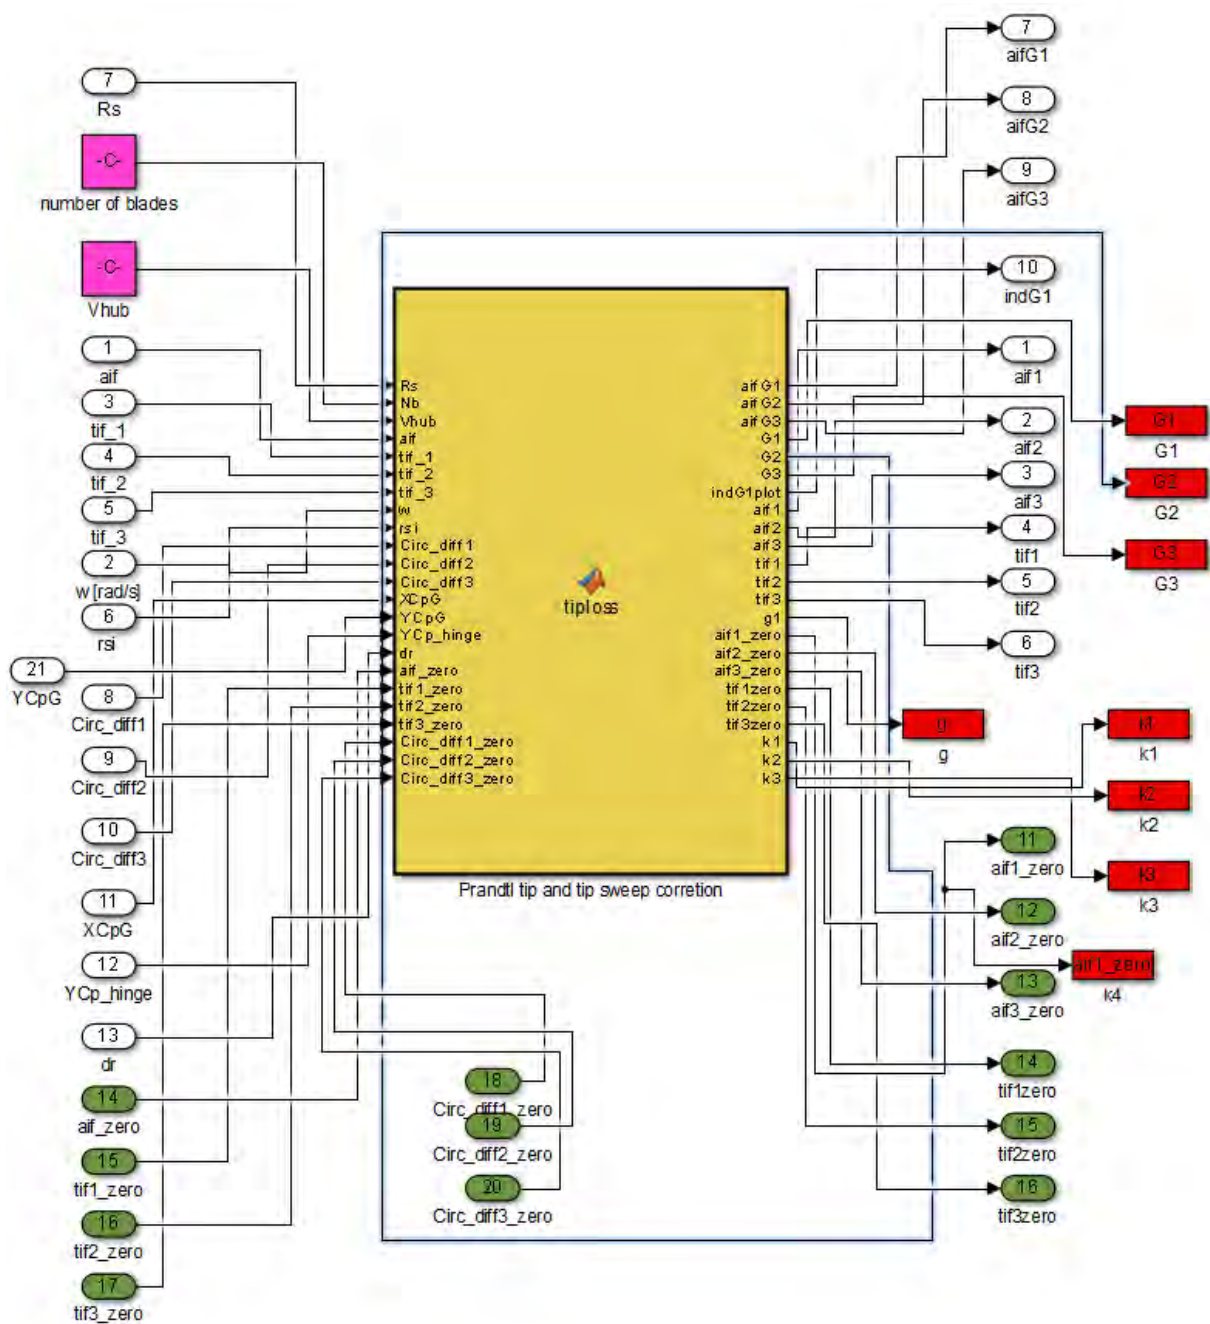 7
Rs
-C-
number of blades
-C-
Vhub
1
aif
3
tif_1
4
tif_2
5
tif_3
2
w[rad/s]
6
rsi
21
YCpG
8
Circ_diff1
9
Circ_diff2
10
Circ_diff3
11
XCpG
12
YCp_hinge
13
dr
14
aif_zero
15
tif1_zero
16
tif2_zero
17
tif3_zero
Rs
Nb
Vhub
aif
tif_1
tif_2
tif_3
w
rsi
Circ_diff1
Circ_diff2
Circ_diff3
XCpG
YCpG
YCp_hinge
dr
aif_zero
tif1_zero
tif2_zero
tif3_zero
Circ_diff1_zero
Circ_diff2_zero
Circ_diff3_zero
tiploss
aifG1
aifG2
aifG3
G1
G2
G3
indG1plot
aif1
aif2
aif3
tif1
tif2
tif3
g1
aif1_zero
aif2_zero
aif3_zero
tif1zero
tif2zero
tif3zero
k1
k2
k3
Prandtl tip and tip sweep corretion
18
Circ_diff1_zero
19
Circ_diff2_zero
20
Circ_diff3_zero
7
aifG1
8
aifG2
9
aifG3
10
indG1
1
aif1
2
aif2
3
aif3
4
tif1
5
tif2
6
tif3
G1
G1
G2
G2
G3
G3
g
g
k1
k1
k2
k2
k3
k3
11
aif1_zero
12
aif2_zero
aif1_zero
k4
13
aif3_zero
14
tif1zero
15
tif2zero
16
tif3zero